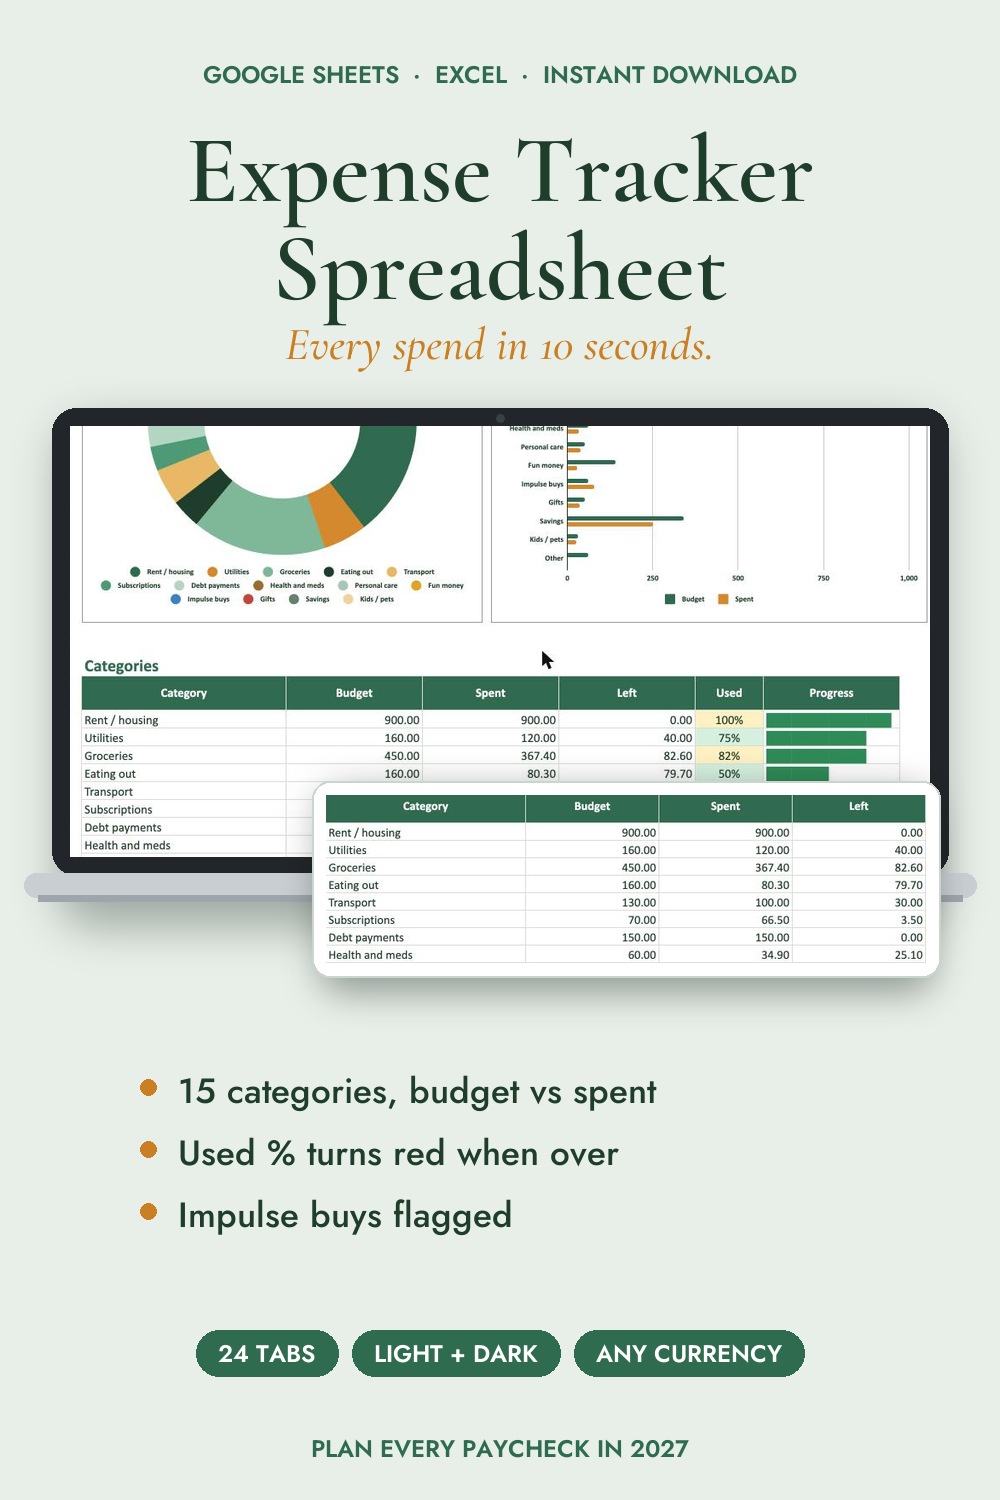 GOOGLE SHEETS · EXCEL · INSTANT DOWNLOAD
Expense Tracker
Spreadsheet
Every spend in 10 seconds.
Rent / housing Utilities Groceries Eating out Transport
Subscriptions Debt payments Health and meds Personal care Fun money
Impulse buys Gifts Savings Kids / pets
Health and meds
Personal care
Fun money
Impulse buys
Gifts
Savings
Kids / pets
Other
0 250 500 750 1,000
Budget Spent
Categories
Category Budget Spent Left Used Progress
Rent / housing 900.00 900.00 0.00 100%
Utilities 160.00 120.00 40.00 75%
Groceries 450.00 367.40 82.60 82%
Eating out 160.00 80.30 79.70 50%
Transport
Subscriptions
Debt payments
Health and meds
Category Budget Spent Left
Rent / housing 900.00 900.00 0.00
Utilities 160.00 120.00 40.00
Groceries 450.00 367.40 82.60
Eating out 160.00 80.30 79.70
Transport 130.00 100.00 30.00
Subscriptions 70.00 66.50 3.50
Debt payments 150.00 150.00 0.00
Health and meds 60.00 34.90 25.10
15 categories, budget vs spent
Used % turns red when over
Impulse buys flagged
24 TABS LIGHT + DARK ANY CURRENCY
PLAN EVERY PAYCHECK IN 2027